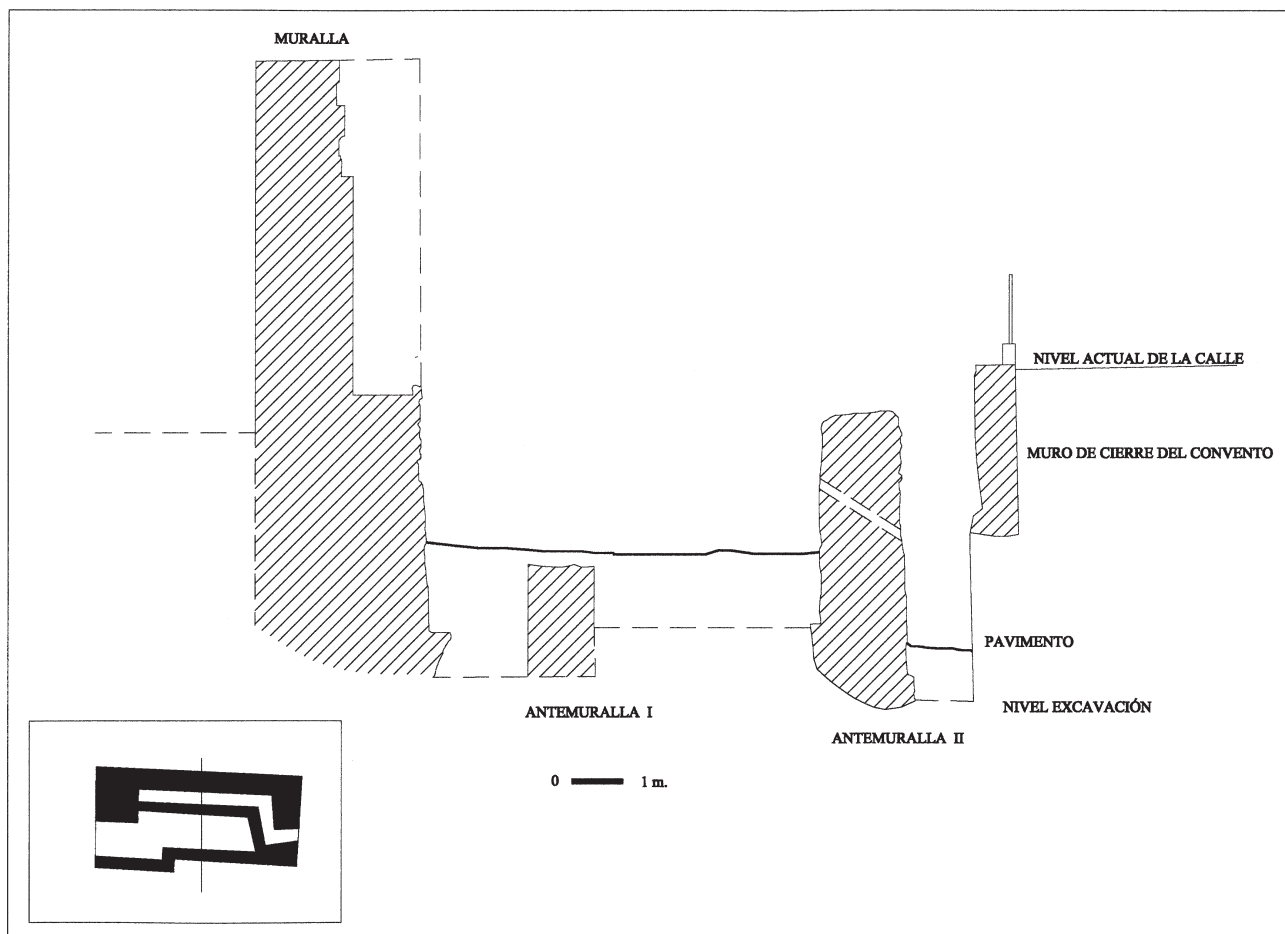 MURALLA
NIVEL ACTUAL DE LA CALLE
MURO DE CIERRE DEL CONVENTO
PAVIMENTO
NIVEL EXCAVACIÓN
ANTEMURALLA I
ANTEMURALLA II
0 1 m.